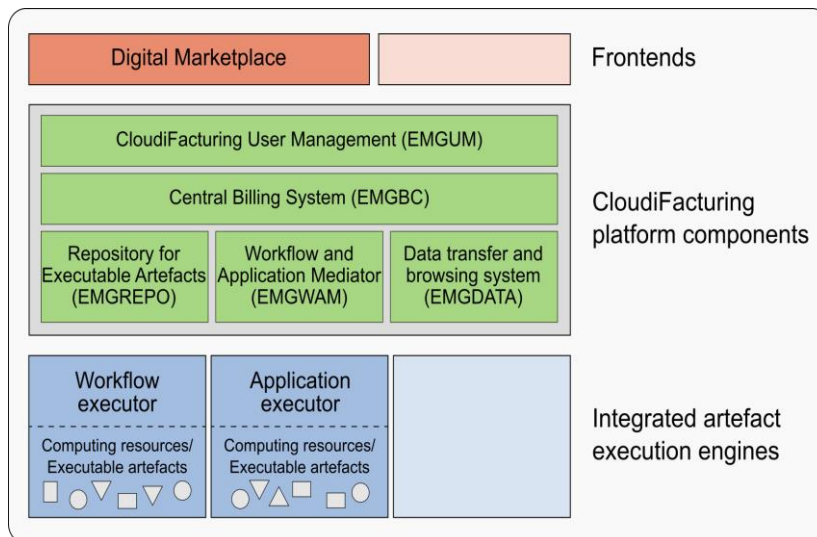 Digital Marketplace
Frontends
CloudiFacturing User Management (EMGUM)
Central Billing System (EMGBC)
Repository for
Executable Artefacts
(EMGREPO)
Workflow and
Application Mediator
(EMGWAM)
Data transfer and
browsing system
(EMGDATA)
CloudiFacturing
platform components
Workflow
executor
Computing resources/
Executable artefacts
Application
executor
Computing resources/
Executable artefacts
Integrated artefact
execution engines